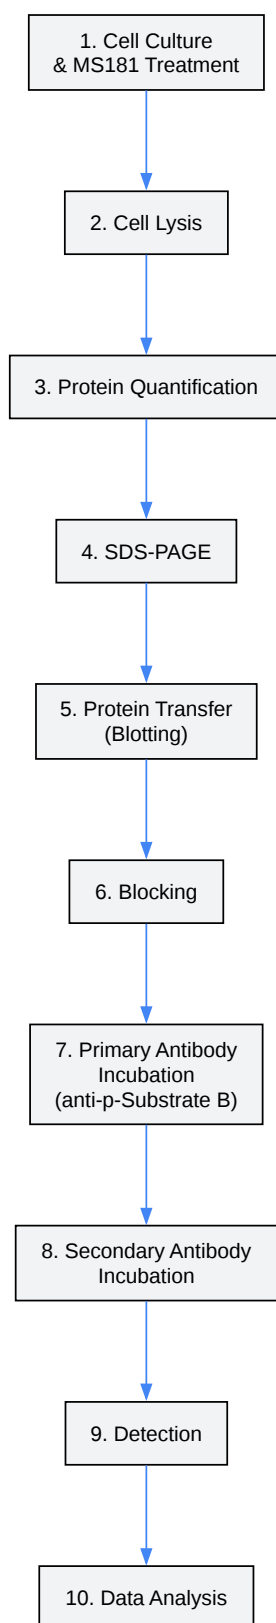 1. Cell Culture
& MS181 Treatment
2. Cell Lysis
3. Protein Quantification
4. SDS-PAGE
5. Protein Transfer
(Blotting)
6. Blocking
7. Primary Antibody
Incubation
(anti-p-Substrate B)
8. Secondary Antibody
Incubation
9. Detection
10. Data Analysis